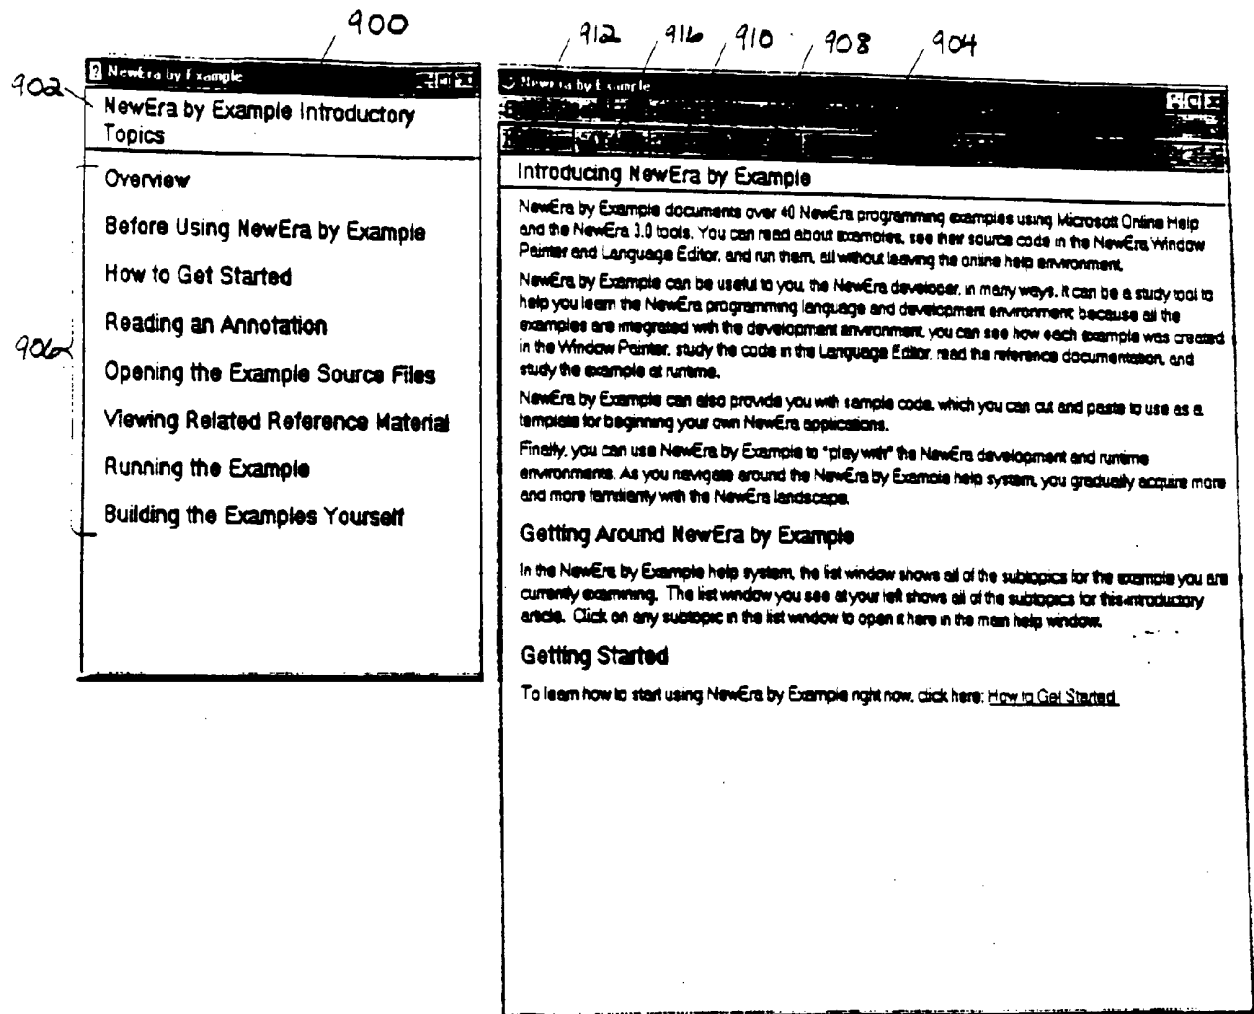 900
902
NewEra by Example
NewEra by Example Introductory
Topics
906
Overview
Before Using NewEra by Example
How to Get Started
Reading an Annotation
Opening the Example Source Files
Viewing Related Reference Material
Running the Example
Building the Examples Yourself
912 916 910 908 904
NewEra by Example
Introducing NewEra by Example
NewEra by Example documents over 40 NewEra programming examples using Microsoft Online Help
and the NewEra 3.0 tools. You can read about examples, see their source code in the NewEra Window
Painter and Language Editor, and run them, all without leaving the online help environment.
NewEra by Example can be useful to you, the NewEra developer, in many ways. It can be a study tool to
help you learn the NewEra programming language and development environment; because all the
examples are integrated with the development environment, you can see how each example was created
in the Window Painter, study the code in the Language Editor, read the reference documentation, and
study the example at runtime.
NewEra by Example can also provide you with sample code, which you can cut and paste to use as a
template for beginning your own NewEra applications.
Finally, you can use NewEra by Example to "play with" the NewEra development and runtime
environments. As you navigate around the NewEra by Example help system, you gradually acquire more
and more familiarity with the NewEra landscape.
Getting Around NewEra by Example
In the NewEra by Example help system, the list window shows all of the subtopics for the example you are
currently examining. The list window you see at your left shows all of the subtopics for this introductory
article. Click on any subtopic in the list window to open it here in the main help window.
Getting Started
To learn how to start using NewEra by Example right now, click here: How to Get Started